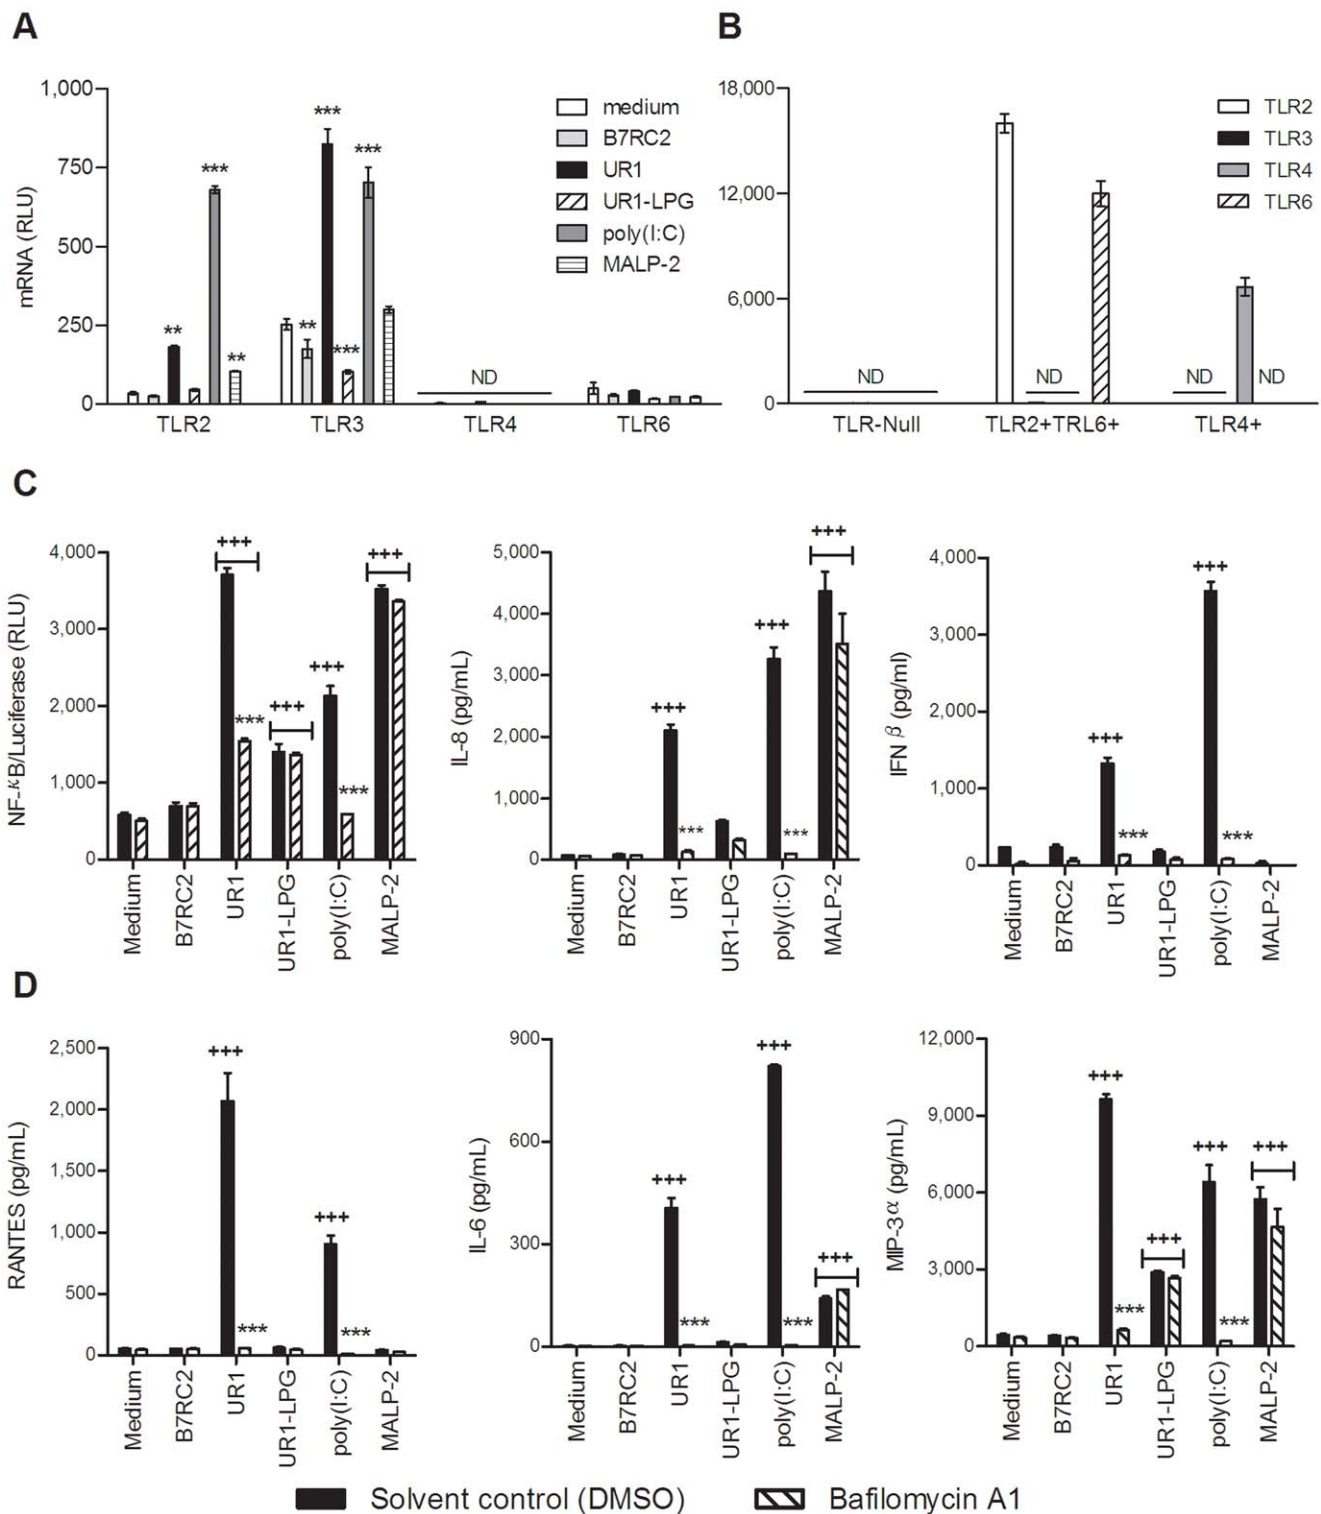 A
B
1,000
750
500
250
0
mRNA (RLU)
***
***
***
**
**
**
***
ND
TLR2
TLR3
TLR4
TLR6
medium
B7RC2
UR1
UR1-LPG
poly(I:C)
MALP-2
18,000
12,000
6,000
0
ND
ND
ND
ND
TLR-Null
TLR2+TRL6+
TLR4+
TLR2
TLR3
TLR4
TLR6
C
4,000
3,000
2,000
1,000
0
NF-κB/Luciferase (RLU)
+++
***
+++
+++
***
+++
Medium
B7RC2
UR1
UR1-LPG
poly(I:C)
MALP-2
5,000
4,000
3,000
2,000
1,000
0
IL-8 (pg/mL)
+++
***
+++
***
+++
Medium
B7RC2
UR1
UR1-LPG
poly(I:C)
MALP-2
4,000
3,000
2,000
1,000
0
IFN β (pg/ml)
+++
***
+++
***
Medium
B7RC2
UR1
UR1-LPG
poly(I:C)
MALP-2
D
2,500
2,000
1,500
1,000
500
0
RANTES (pg/mL)
+++
***
+++
***
Medium
B7RC2
UR1
UR1-LPG
poly(I:C)
MALP-2
900
600
300
0
IL-6 (pg/mL)
+++
***
+++
***
+++
Medium
B7RC2
UR1
UR1-LPG
poly(I:C)
MALP-2
12,000
9,000
6,000
3,000
0
MIP-3α (pg/mL)
+++
***
+++
+++
***
+++
Medium
B7RC2
UR1
UR1-LPG
poly(I:C)
MALP-2
Solvent control (DMSO)
Bafilomycin A1